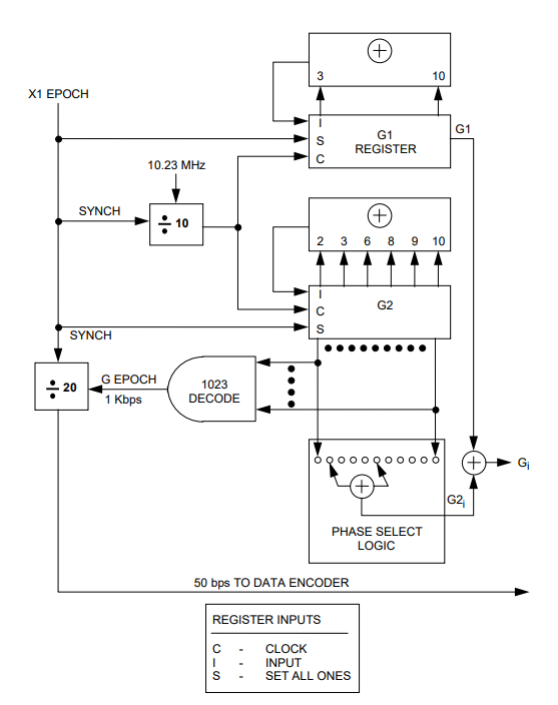 3 10
X1 EPOCH
I
S
C
G1
REGISTER
G1
10.23 MHz
SYNCH
÷ 10
2 3 6 8 9 10
I
C
S
G2
SYNCH
÷ 20
G EPOCH
1 Kbps
1023
DECODE
Gi
G2i
PHASE SELECT
LOGIC
50 bps TO DATA ENCODER
REGISTER INPUTS
C - CLOCK
I - INPUT
S - SET ALL ONES